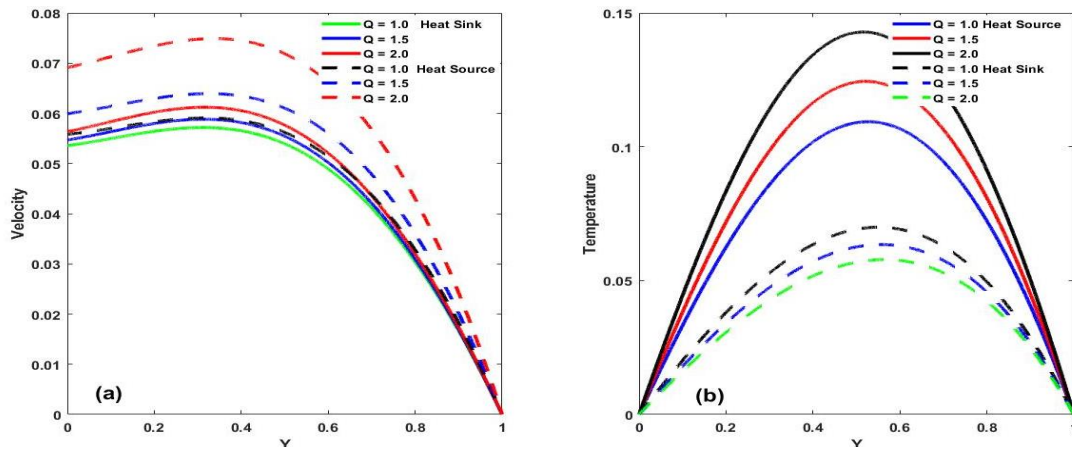 0.08
0.07
0.06
0.05
0.04
0.03
0.02
0.01
0
Velocity
Q = 1.0 Heat Sink
Q = 1.5
Q = 2.0
Q = 1.0 Heat Source
Q = 1.5
Q = 2.0
(a)
0 0.2 0.4 0.6 0.8 1
Y
0.15
0.1
0.05
0
Temperature
Q = 1.0 Heat Source
Q = 1.5
Q = 2.0
Q = 1.0 Heat Sink
Q = 1.5
Q = 2.0
(b)
0 0.2 0.4 0.6 0.8 1
Y